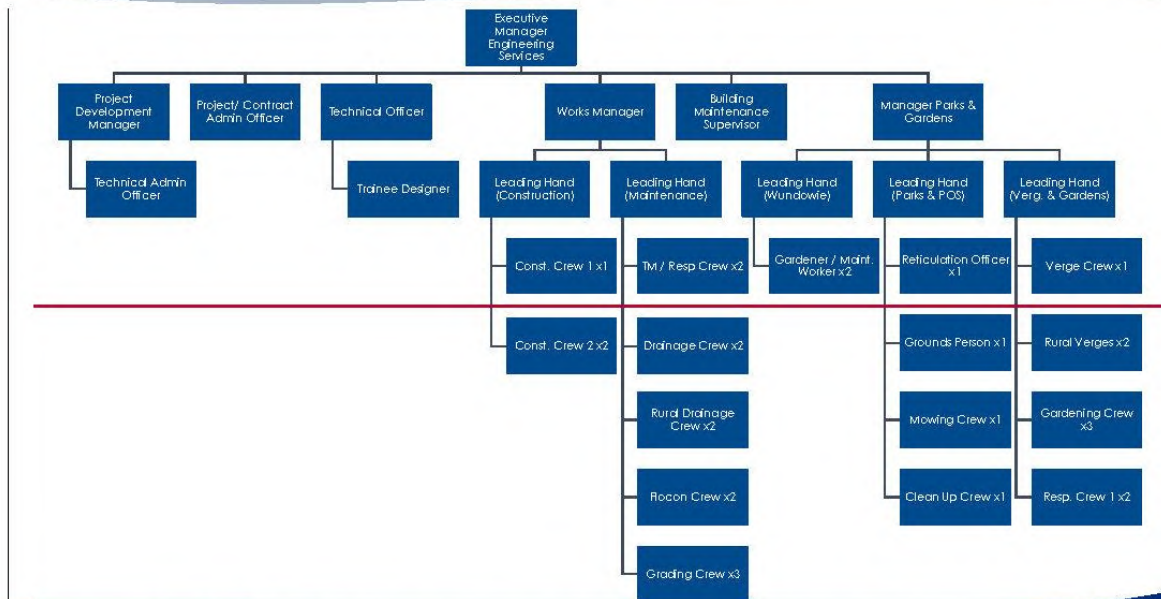 Executive
Manager
Engineering
Services
Project
Development
Manager
Project/ Contract
Admin Officer
Technical Officer
Works Manager
Building
Maintenance
Supervisor
Manager Parks &
Gardens
Technical Admin
Officer
Trainee Designer
Leading Hand
(Construction)
Leading Hand
(Maintenance)
Leading Hand
(Wundowie)
Leading Hand
(Parks & POS)
Leading Hand
(Verg. & Gardens)
Const. Crew 1 x1
TM / Resp Crew x2
Gardener / Maint.
Worker x2
Reticulation Officer
x1
Verge Crew x1
Const. Crew 2 x2
Drainage Crew x2
Grounds Person x1
Rural Verges x2
Rural Drainage
Crew x2
Mowing Crew x1
Gardening Crew
x3
Flocon Crew x2
Clean Up Crew x1
Resp. Crew 1 x2
Grading Crew x3